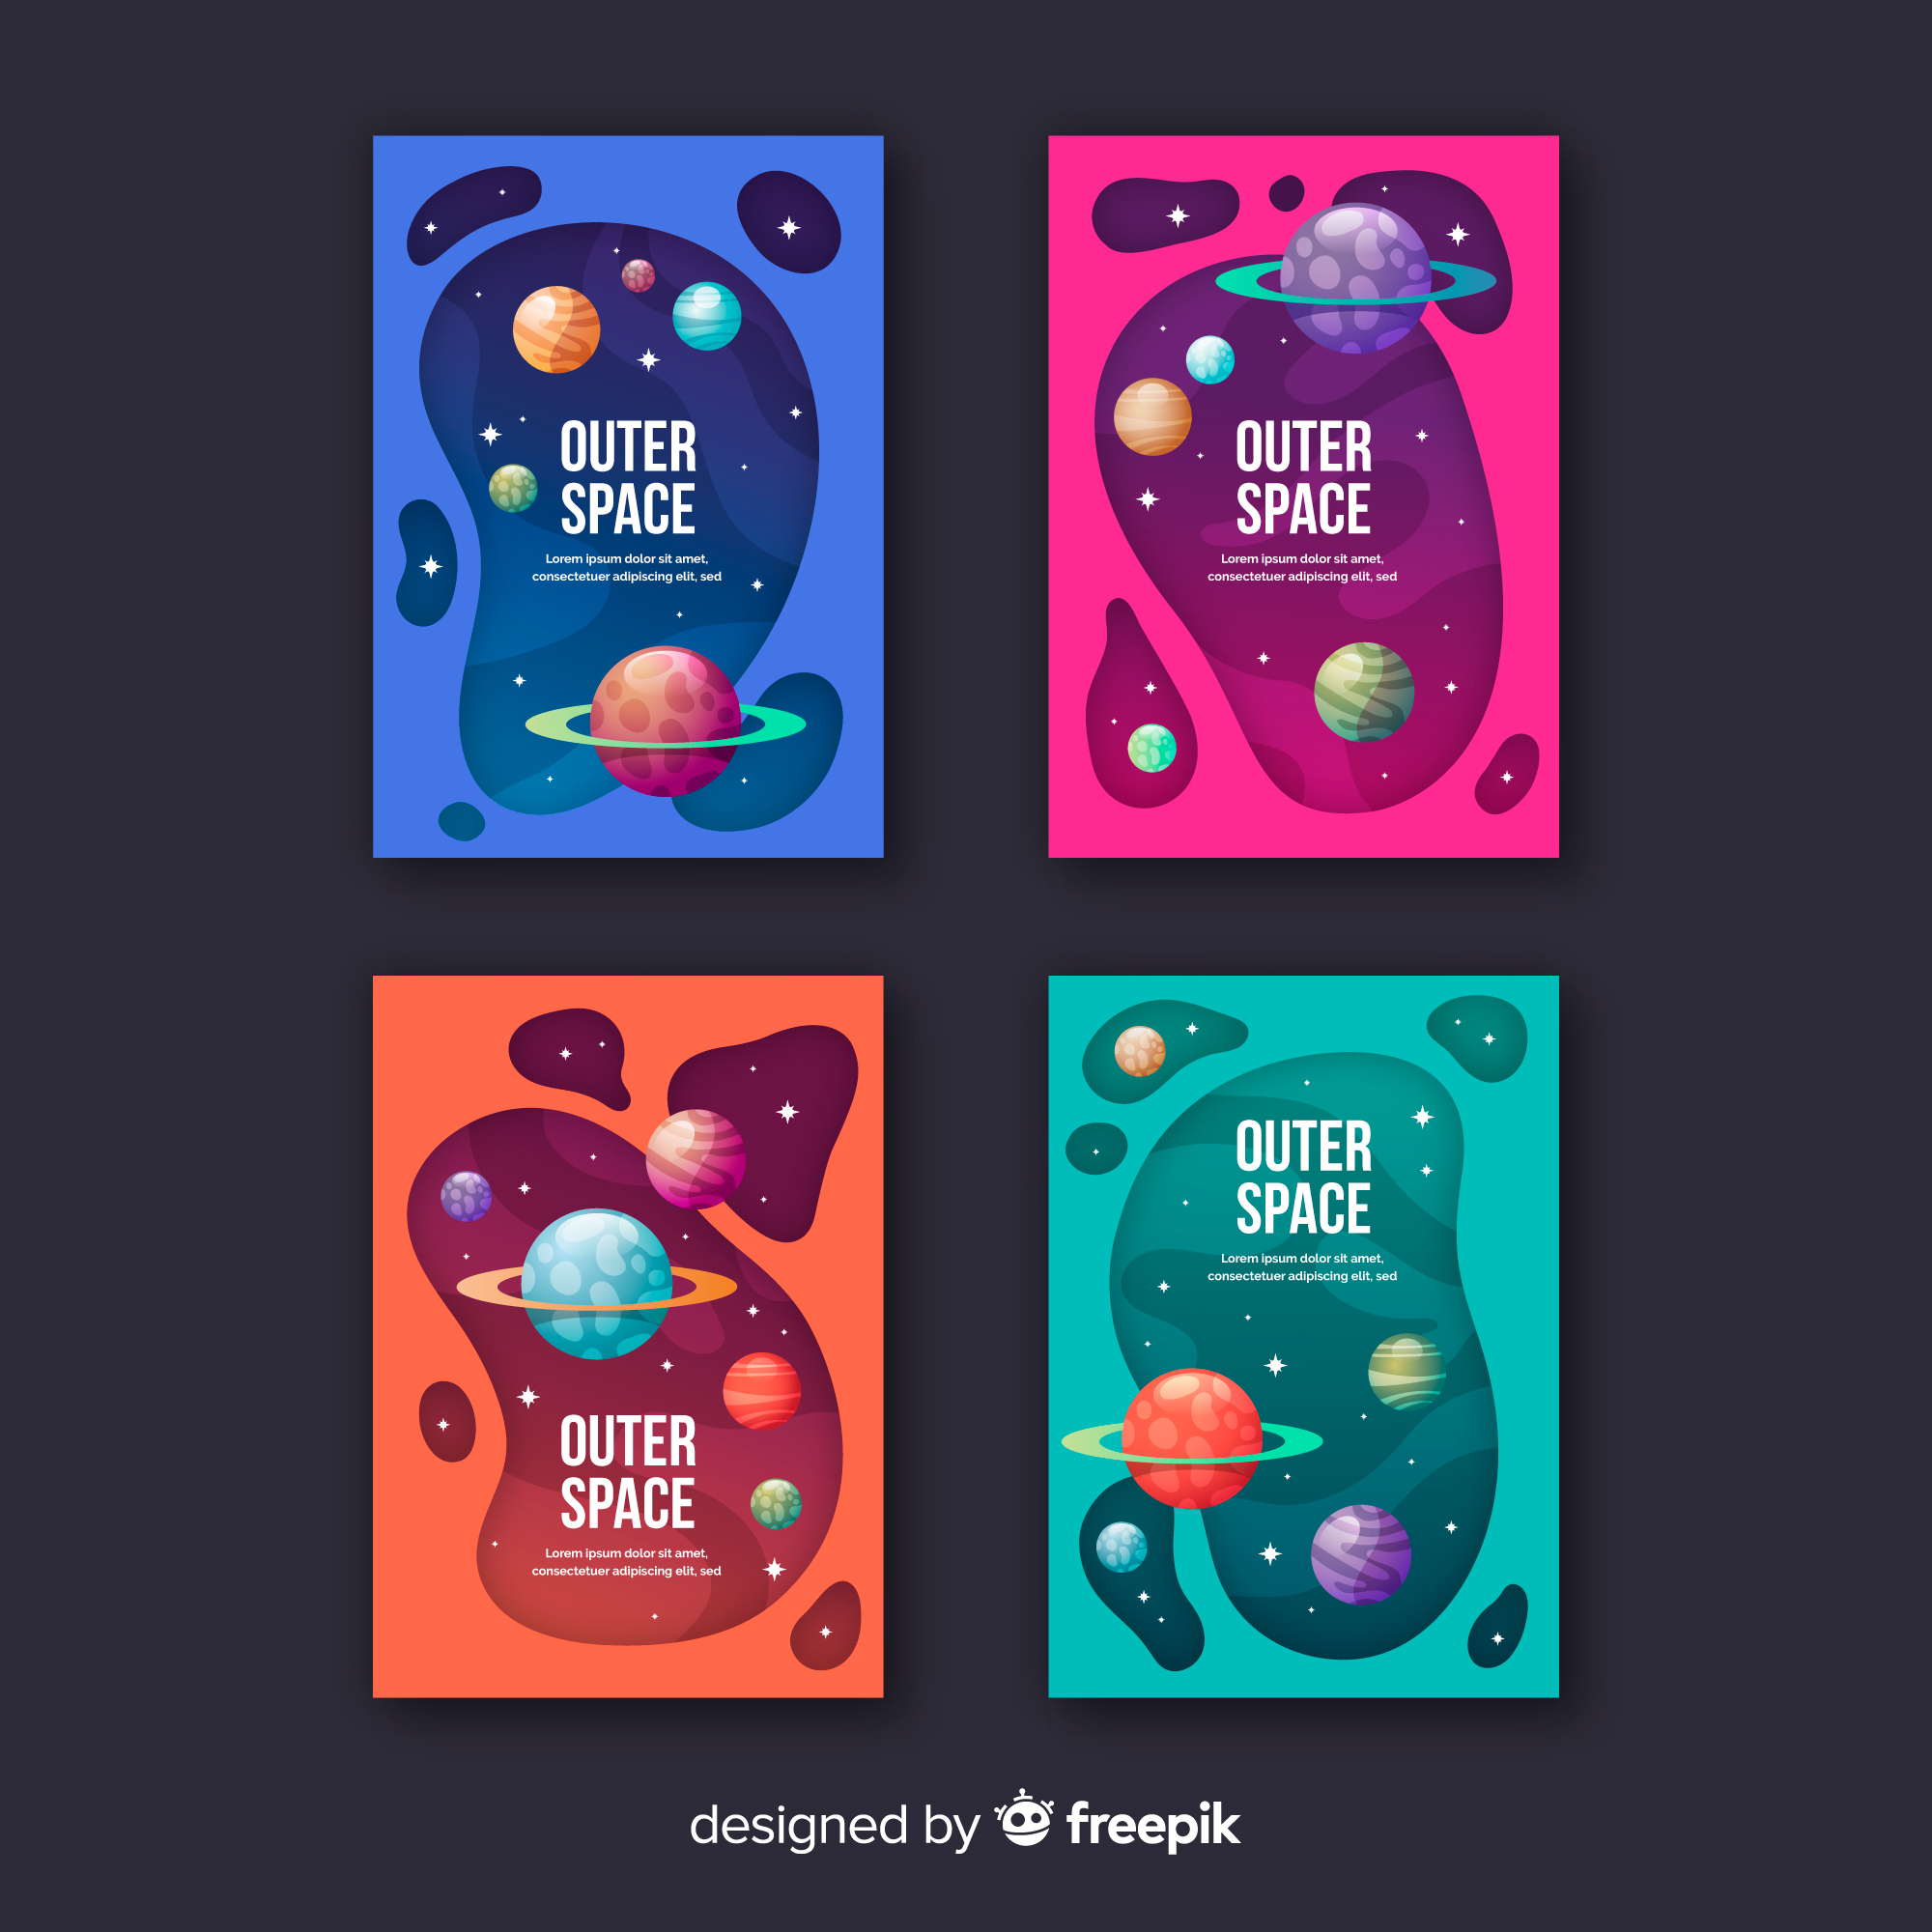 OUTER
SPACE
Lorem ipsum dolor sit amet,
consectetuer adipiscing elit, sed
OUTER
SPACE
Lorem ipsum dolor sit amet,
consectetuer adipiscing elit, sed
OUTER
SPACE
Lorem ipsum dolor sit amet,
consectetuer adipiscing elit, sed
OUTER
SPACE
Lorem ipsum dolor sit amet,
consectetuer adipiscing elit, sed
designed by freepik